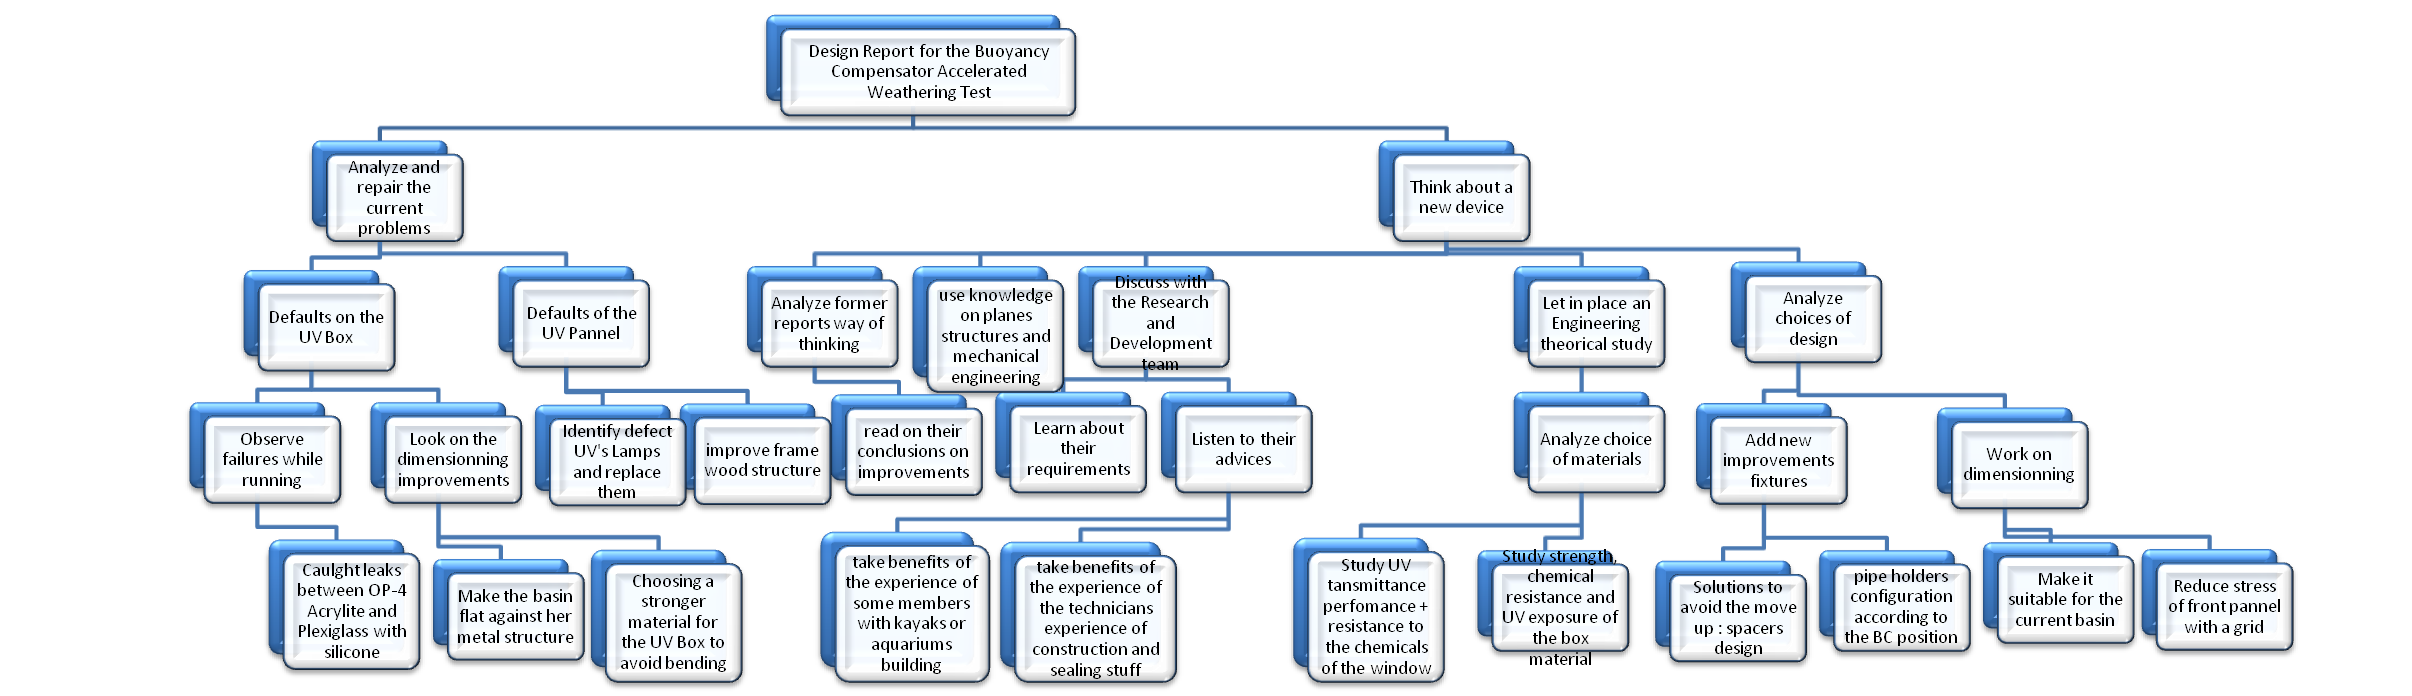 Design Report for the Buoyancy
Compensator Accelerated
Weathering Test
Analyze and
repair the
current
problems
Think about a
new device
Defaults on the
UV Box
Defaults of the
UV Pannel
Analyze former
reports way of
thinking
use knowledge
on planes
structures and
mechanical
engineering
Discuss with
the Research
and
Development
team
Let in place an
Engineering
theorical study
Analyze
choices of
design
Observe
failures while
running
Look on the
dimensionning
improvements
Identify defect
UV's Lamps
and replace
them
improve frame
wood structure
read on their
conclusions on
improvements
Learn about
their
requirements
Listen to their
advices
Analyze choice
of materials
Add new
improvements
fixtures
Work on
dimensionning
Caulght leaks
between OP-4
Acrylite and
Plexiglass with
silicone
Make the basin
flat against her
metal structure
Choosing a
stronger
material for
the UV Box to
avoid bending
take benefits of
the experience of
some members
with kayaks or
aquariums
building
take benefits of
the experience of
the technicians
experience of
construction and
sealing stuff
Study UV
tansmittance
perfomance +
resistance to
the chemicals
of the window
Study strength,
chemical
resistance and
UV exposure of
the box
material
Solutions to
avoid the move
up : spacers
design
pipe holders
configuration
according to
the BC position
Make it
suitable for the
current basin
Reduce stress
of front pannel
with a grid